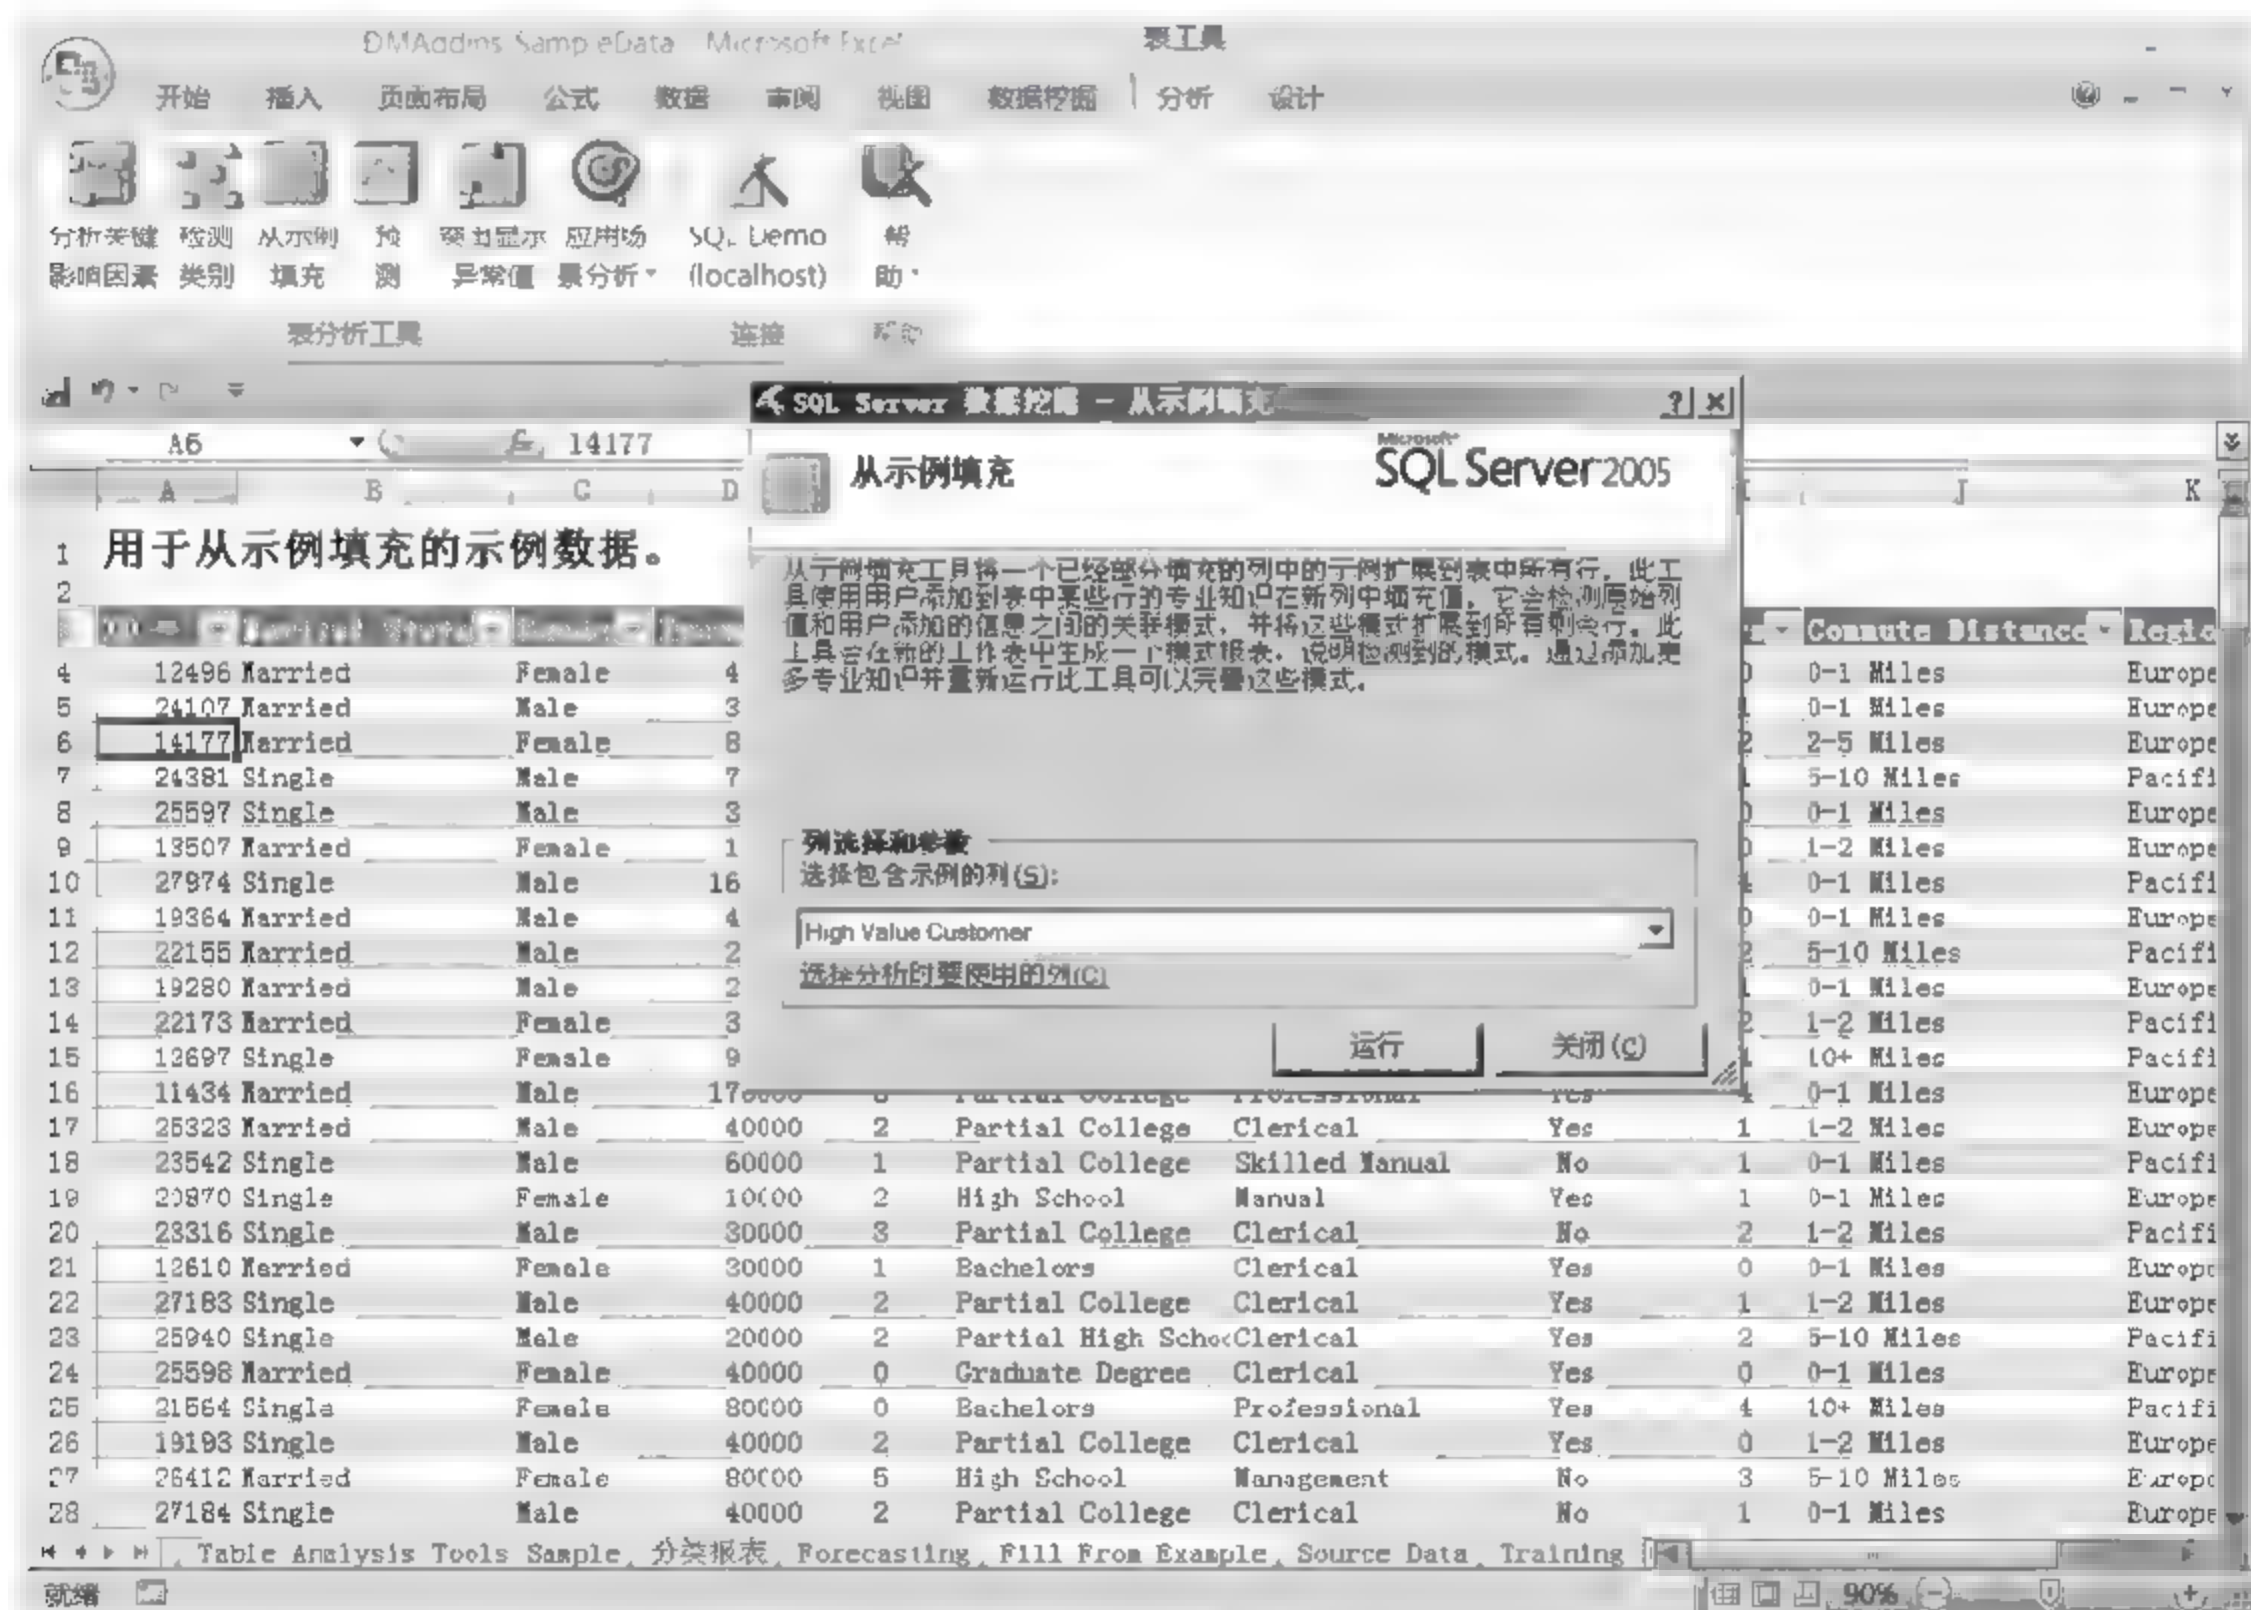 DMAddins_SampleData Microsoft Excel 表工具
开始 插入 页面布局 公式 数据 审阅 视图 数据挖掘 分析 设计
分析关键 检测 从示例 预 突出显示 应用场 SQL Demo 帮
影响因素 类别 填充 测 异常值 景分析 (localhost) 助
表分析工具 连接 帮助
A6 14177
A B C D J K
SQL Server 数据挖掘 - 从示例填充
从示例填充
Microsoft
SQL Server 2005
从示例填充工具将一个已经部分填充的列中的示例扩展到表中所有行。此工
具使用用户添加到表中某些行的专业知识在新列中填充值。它会检测原始列
值和用户添加的信息之间的关联模式，并将这些模式扩展到所有剩余行。此
工具会在新的工作表中生成一个模式报表，说明检测到的模式。通过添加更
多专业知识并重新运行此工具可以完善这些模式。
列选择和参数
选择包含示例的列(S):
High Value Customer
选择分析时要使用的列(C)
运行 关闭(C)
1 用于从示例填充的示例数据。
2
ID Marital Status Gender Commute Distance
4 12496 Married Female 4 0 0-1 Miles Europe
5 24107 Married Male 3 1 0-1 Miles Europe
6 14177 Married Female 8 2 2-5 Miles Europe
7 24381 Single Male 7 1 5-10 Miles Pacifi
8 25597 Single Male 3 0 0-1 Miles Europe
9 13507 Married Female 1 0 1-2 Miles Europe
10 27974 Single Male 16 4 0-1 Miles Pacifi
11 19364 Married Male 4 0 0-1 Miles Europe
12 22155 Married Male 2 2 5-10 Miles Pacifi
13 19280 Married Male 2 1 0-1 Miles Europe
14 22173 Married Female 3 2 1-2 Miles Pacifi
15 12697 Single Female 9 4 10+ Miles Pacifi
16 11434 Married Male 170000 Partial College Professional Yes 4 0-1 Miles Europe
17 25323 Married Male 40000 2 Partial College Clerical Yes 1 1-2 Miles Europe
18 23542 Single Male 60000 1 Partial College Skilled Manual No 1 0-1 Miles Pacifi
19 20870 Single Female 10000 2 High School Manual Yes 1 0-1 Miles Europe
20 23316 Single Male 30000 3 Partial College Clerical No 2 1-2 Miles Pacifi
21 12610 Married Female 30000 1 Bachelors Clerical Yes 0 0-1 Miles Europe
22 27183 Single Male 40000 2 Partial College Clerical Yes 1 1-2 Miles Europe
23 25940 Single Male 20000 2 Partial High Scho Clerical Yes 2 5-10 Miles Pacifi
24 25598 Married Female 40000 0 Graduate Degree Clerical Yes 0 0-1 Miles Europe
25 21564 Single Female 80000 0 Bachelors Professional Yes 4 10+ Miles Pacifi
26 19193 Single Male 40000 2 Partial College Clerical Yes 0 1-2 Miles Europe
27 26412 Married Female 80000 5 High School Management No 3 5-10 Miles Europe
28 27184 Single Male 40000 2 Partial College Clerical No 1 0-1 Miles Europe
Table Analysis Tools Sample 分类报表 Forecasting Fill From Example Source Data Training
就绪 90%